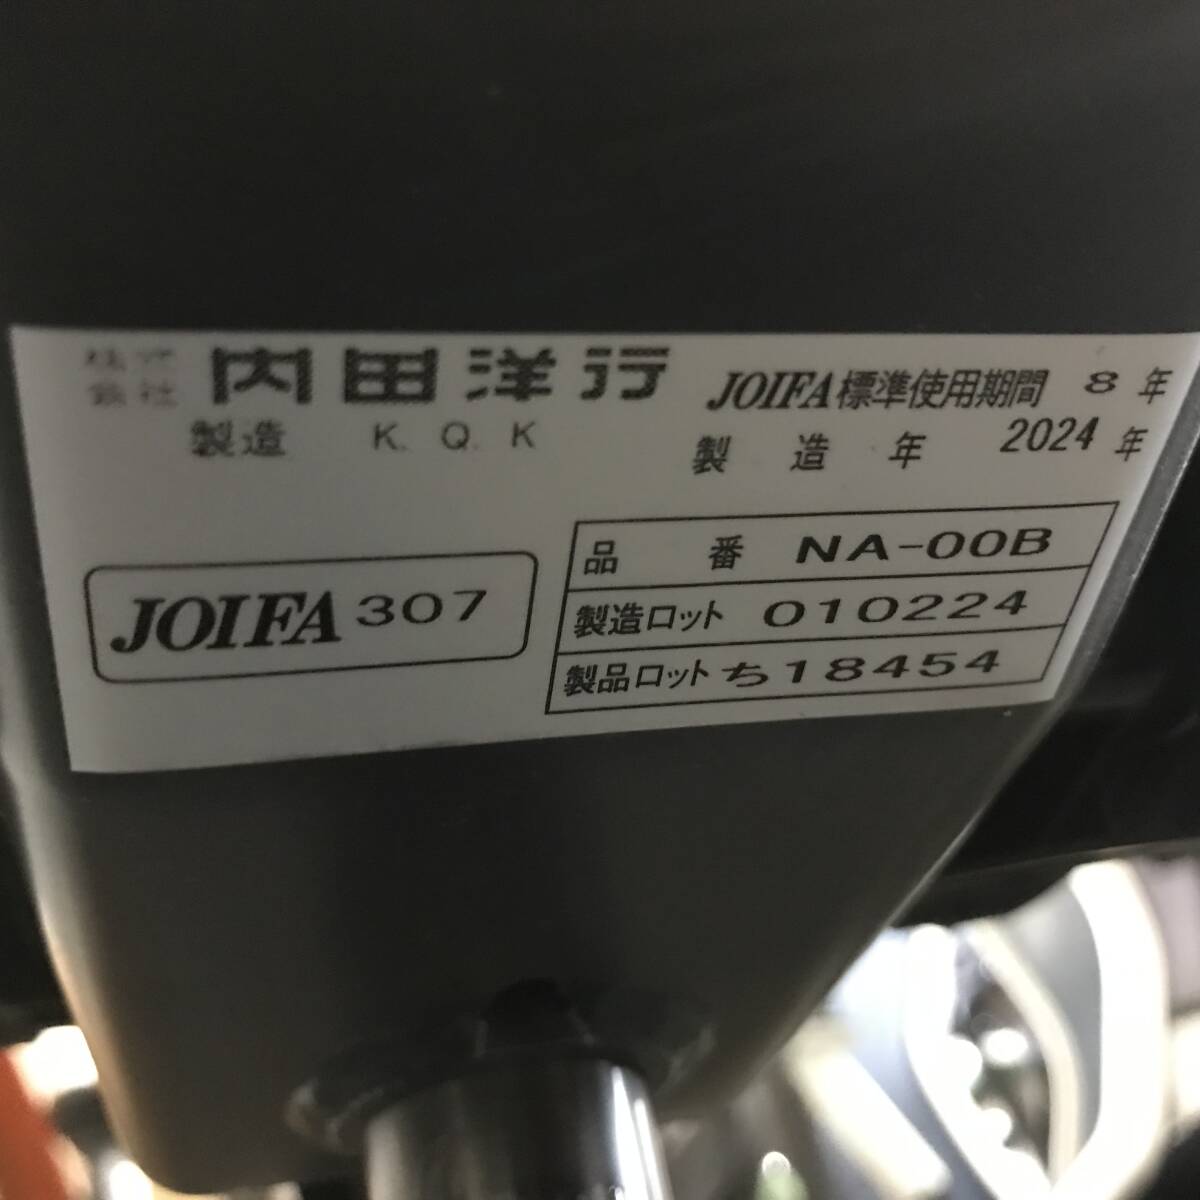 株式会社 内田洋行
製造 K. Q. K
JOIFA標準使用期間 8 年
製造年 2024 年
JOIFA 307
品番 NA-00B
製造ロット 010224
製品ロット ち18454